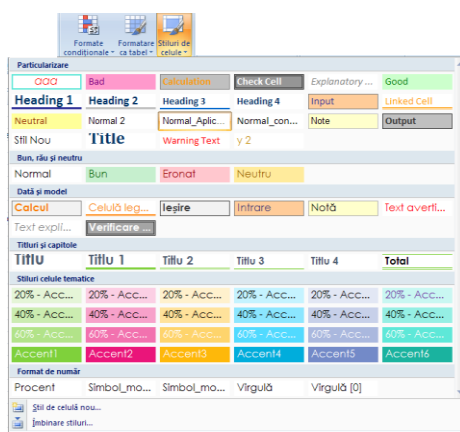 Formate Formatare Stiluri de
condiționale ca tabel celule
Particularizare
aaa Bad Calculation Check Cell Explanatory ... Good
Heading 1 Heading 2 Heading 3 Heading 4 Input Linked Cell
Neutral Normal 2 Normal_Aplic... Normal_con... Note Output
Stil Nou Title Warning Text y 2
Bun, rău și neutru
Normal Bun Eronat Neutru
Dată și model
Calcul Celulă leg... Ieșire Intrare Notă Text averti...
Text expli... Verificare ...
Titluri și capitole
Titlu Titlu 1 Titlu 2 Titlu 3 Titlu 4 Total
Stiluri celule tematice
20% - Acc... 20% - Acc... 20% - Acc... 20% - Acc... 20% - Acc... 20% - Acc...
40% - Acc... 40% - Acc... 40% - Acc... 40% - Acc... 40% - Acc... 40% - Acc...
60% - Acc... 60% - Acc... 60% - Acc... 60% - Acc... 60% - Acc... 60% - Acc...
Accent1 Accent2 Accent3 Accent4 Accent5 Accent6
Format de număr
Procent Simbol_mo... Simbol_mo... Virgulă Virgulă [0]
Stil de celulă nou...
Îmbinare stiluri...